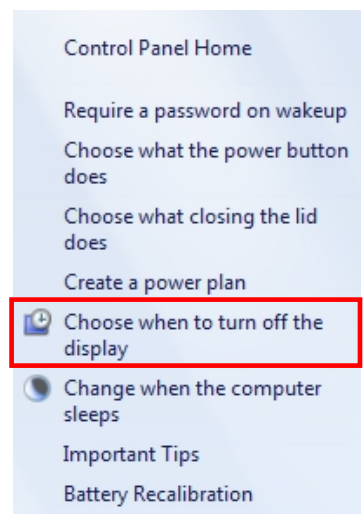 Control Panel Home
Require a password on wakeup
Choose what the power button
does
Choose what closing the lid
does
Create a power plan
Choose when to turn off the
display
Change when the computer
sleeps
Important Tips
Battery Recalibration